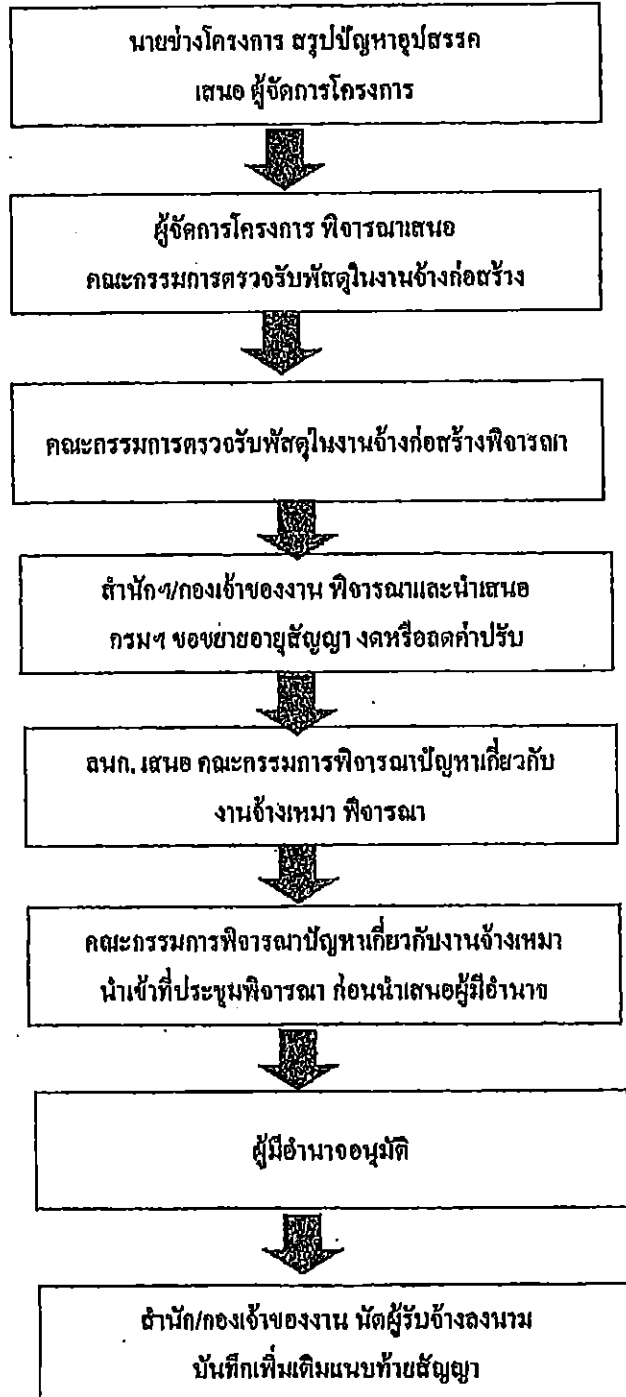 นายช่างโครงการ สรุปปัญหาอุปสรรค
เสนอ ผู้จัดการโครงการ
ผู้จัดการโครงการ พิจารณาเสนอ
คณะกรรมการตรวจรับพัสดุในงานจ้างก่อสร้าง
คณะกรรมการตรวจรับพัสดุในงานจ้างก่อสร้างพิจารณา
สำนักฯ/กองเจ้าของงาน พิจารณาและนำเสนอ
กรมฯ ขอขยายอายุสัญญา งดหรือลดค่าปรับ
ลนก. เสนอ คณะกรรมการพิจารณาปัญหาเกี่ยวกับ
งานจ้างเหมา พิจารณา
คณะกรรมการพิจารณาปัญหาเกี่ยวกับงานจ้างเหมา
นำเข้าที่ประชุมพิจารณา ก่อนนำเสนอผู้มีอำนาจ
ผู้มีอำนาจอนุมัติ
สำนัก/กองเจ้าของงาน นัดผู้รับจ้างลงนาม
บันทึกเพิ่มเติมแนบท้ายสัญญา